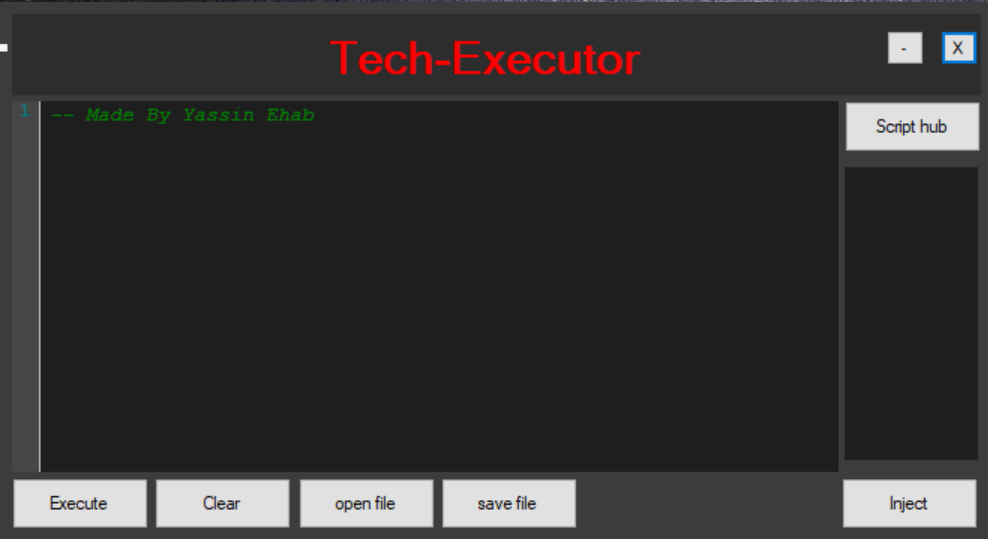 Tech-Executor
-
X
1 -- Made By Yassin Ehab
Script hub
Execute
Clear
open file
save file
Inject